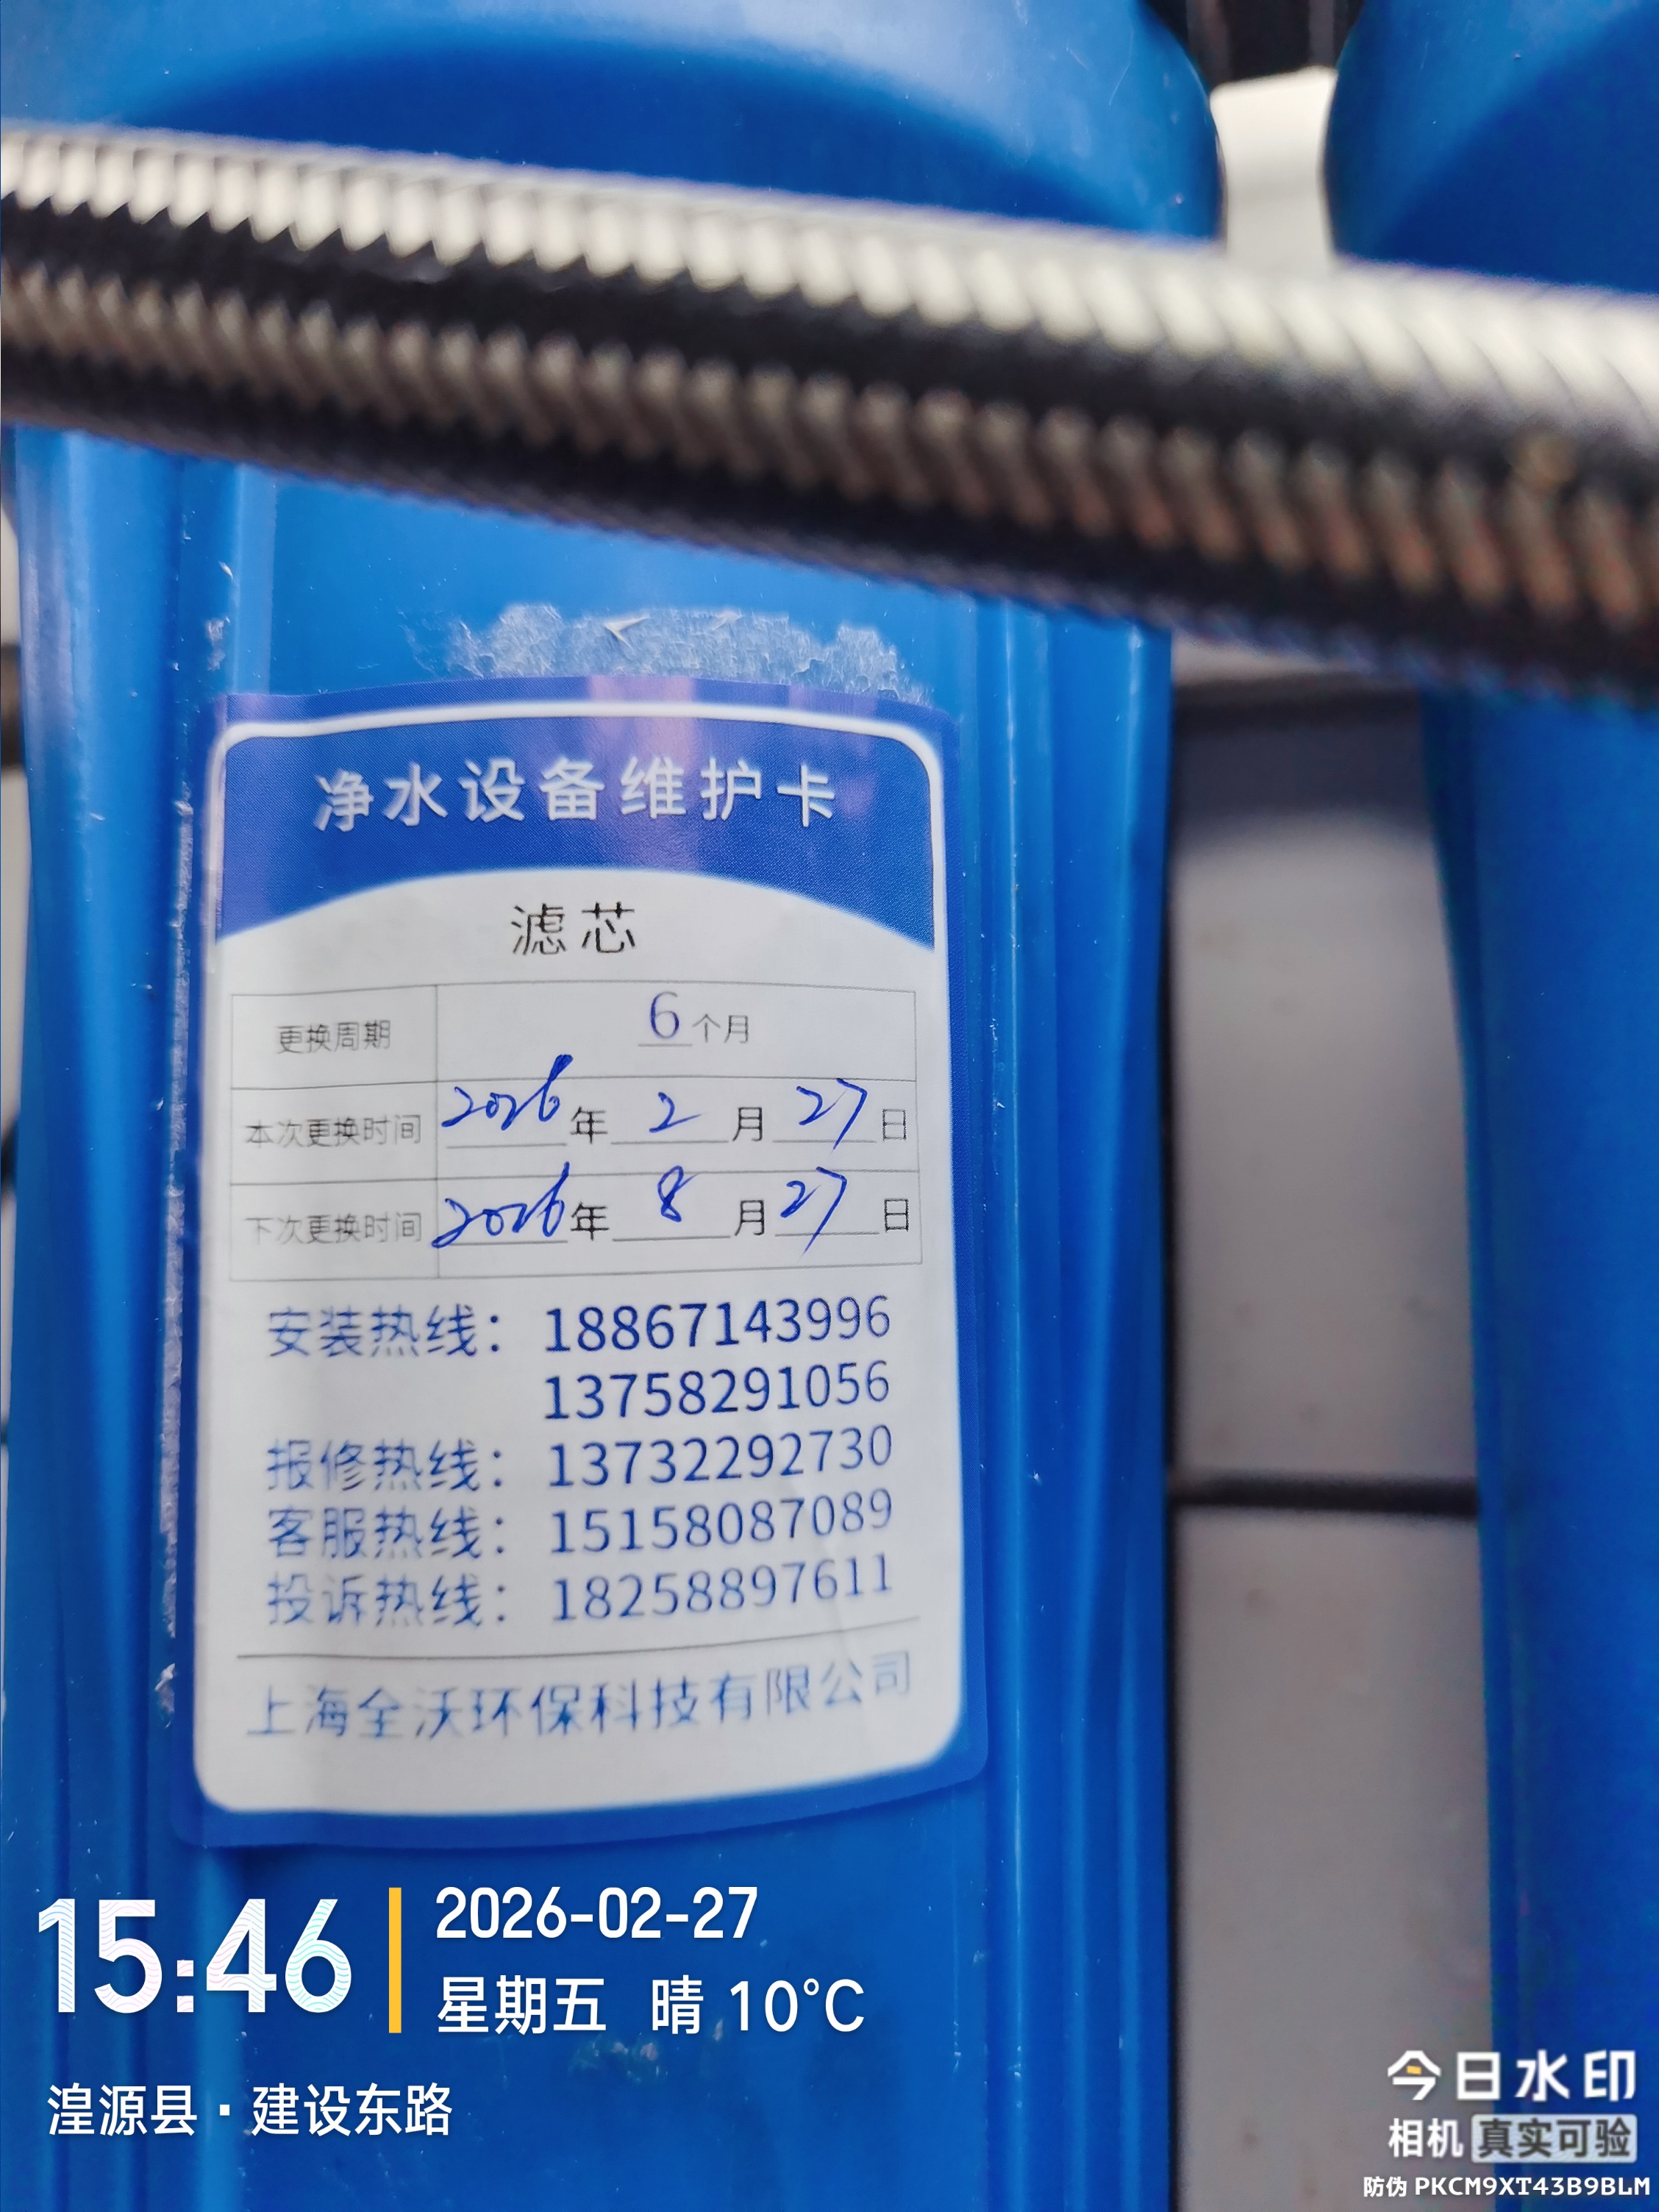 净水设备维护卡
滤芯
更换周期 6个月
本次更换时间 2026年2月27日
下次更换时间 2026年8月27日
安装热线：18867143996
13758291056
报修热线：13732292730
客服热线：15158087089
投诉热线：18258897611
上海全沃环保科技有限公司
15:46
2026-02-27
星期五 晴 10℃
湟源县·建设东路
今日水印
相机 真实可验
防伪 PKCM9XT43B9BLM